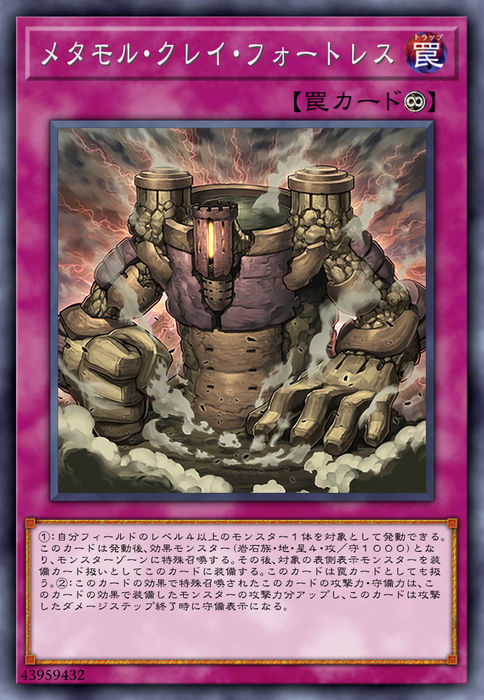 メタモル・クレイ・フォートレス
トラップ
罠
【罠カード♾】
①：自分フィールドのレベル４以上のモンスター１体を対象として発動できる。
このカードは発動後、効果モンスター（岩石族・地・星４・攻／守１０００）とな
り、モンスターゾーンに特殊召喚する。その後、対象の表側表示モンスターを装
備カード扱いとしてこのカードに装備する。このカードは罠カードとしても扱
う。②：このカードの効果で特殊召喚されたこのカードの攻撃力・守備力は、こ
のカードの効果で装備したモンスターの攻撃力分アップし、このカードは攻撃
したダメージステップ終了時に守備表示になる。
43959432